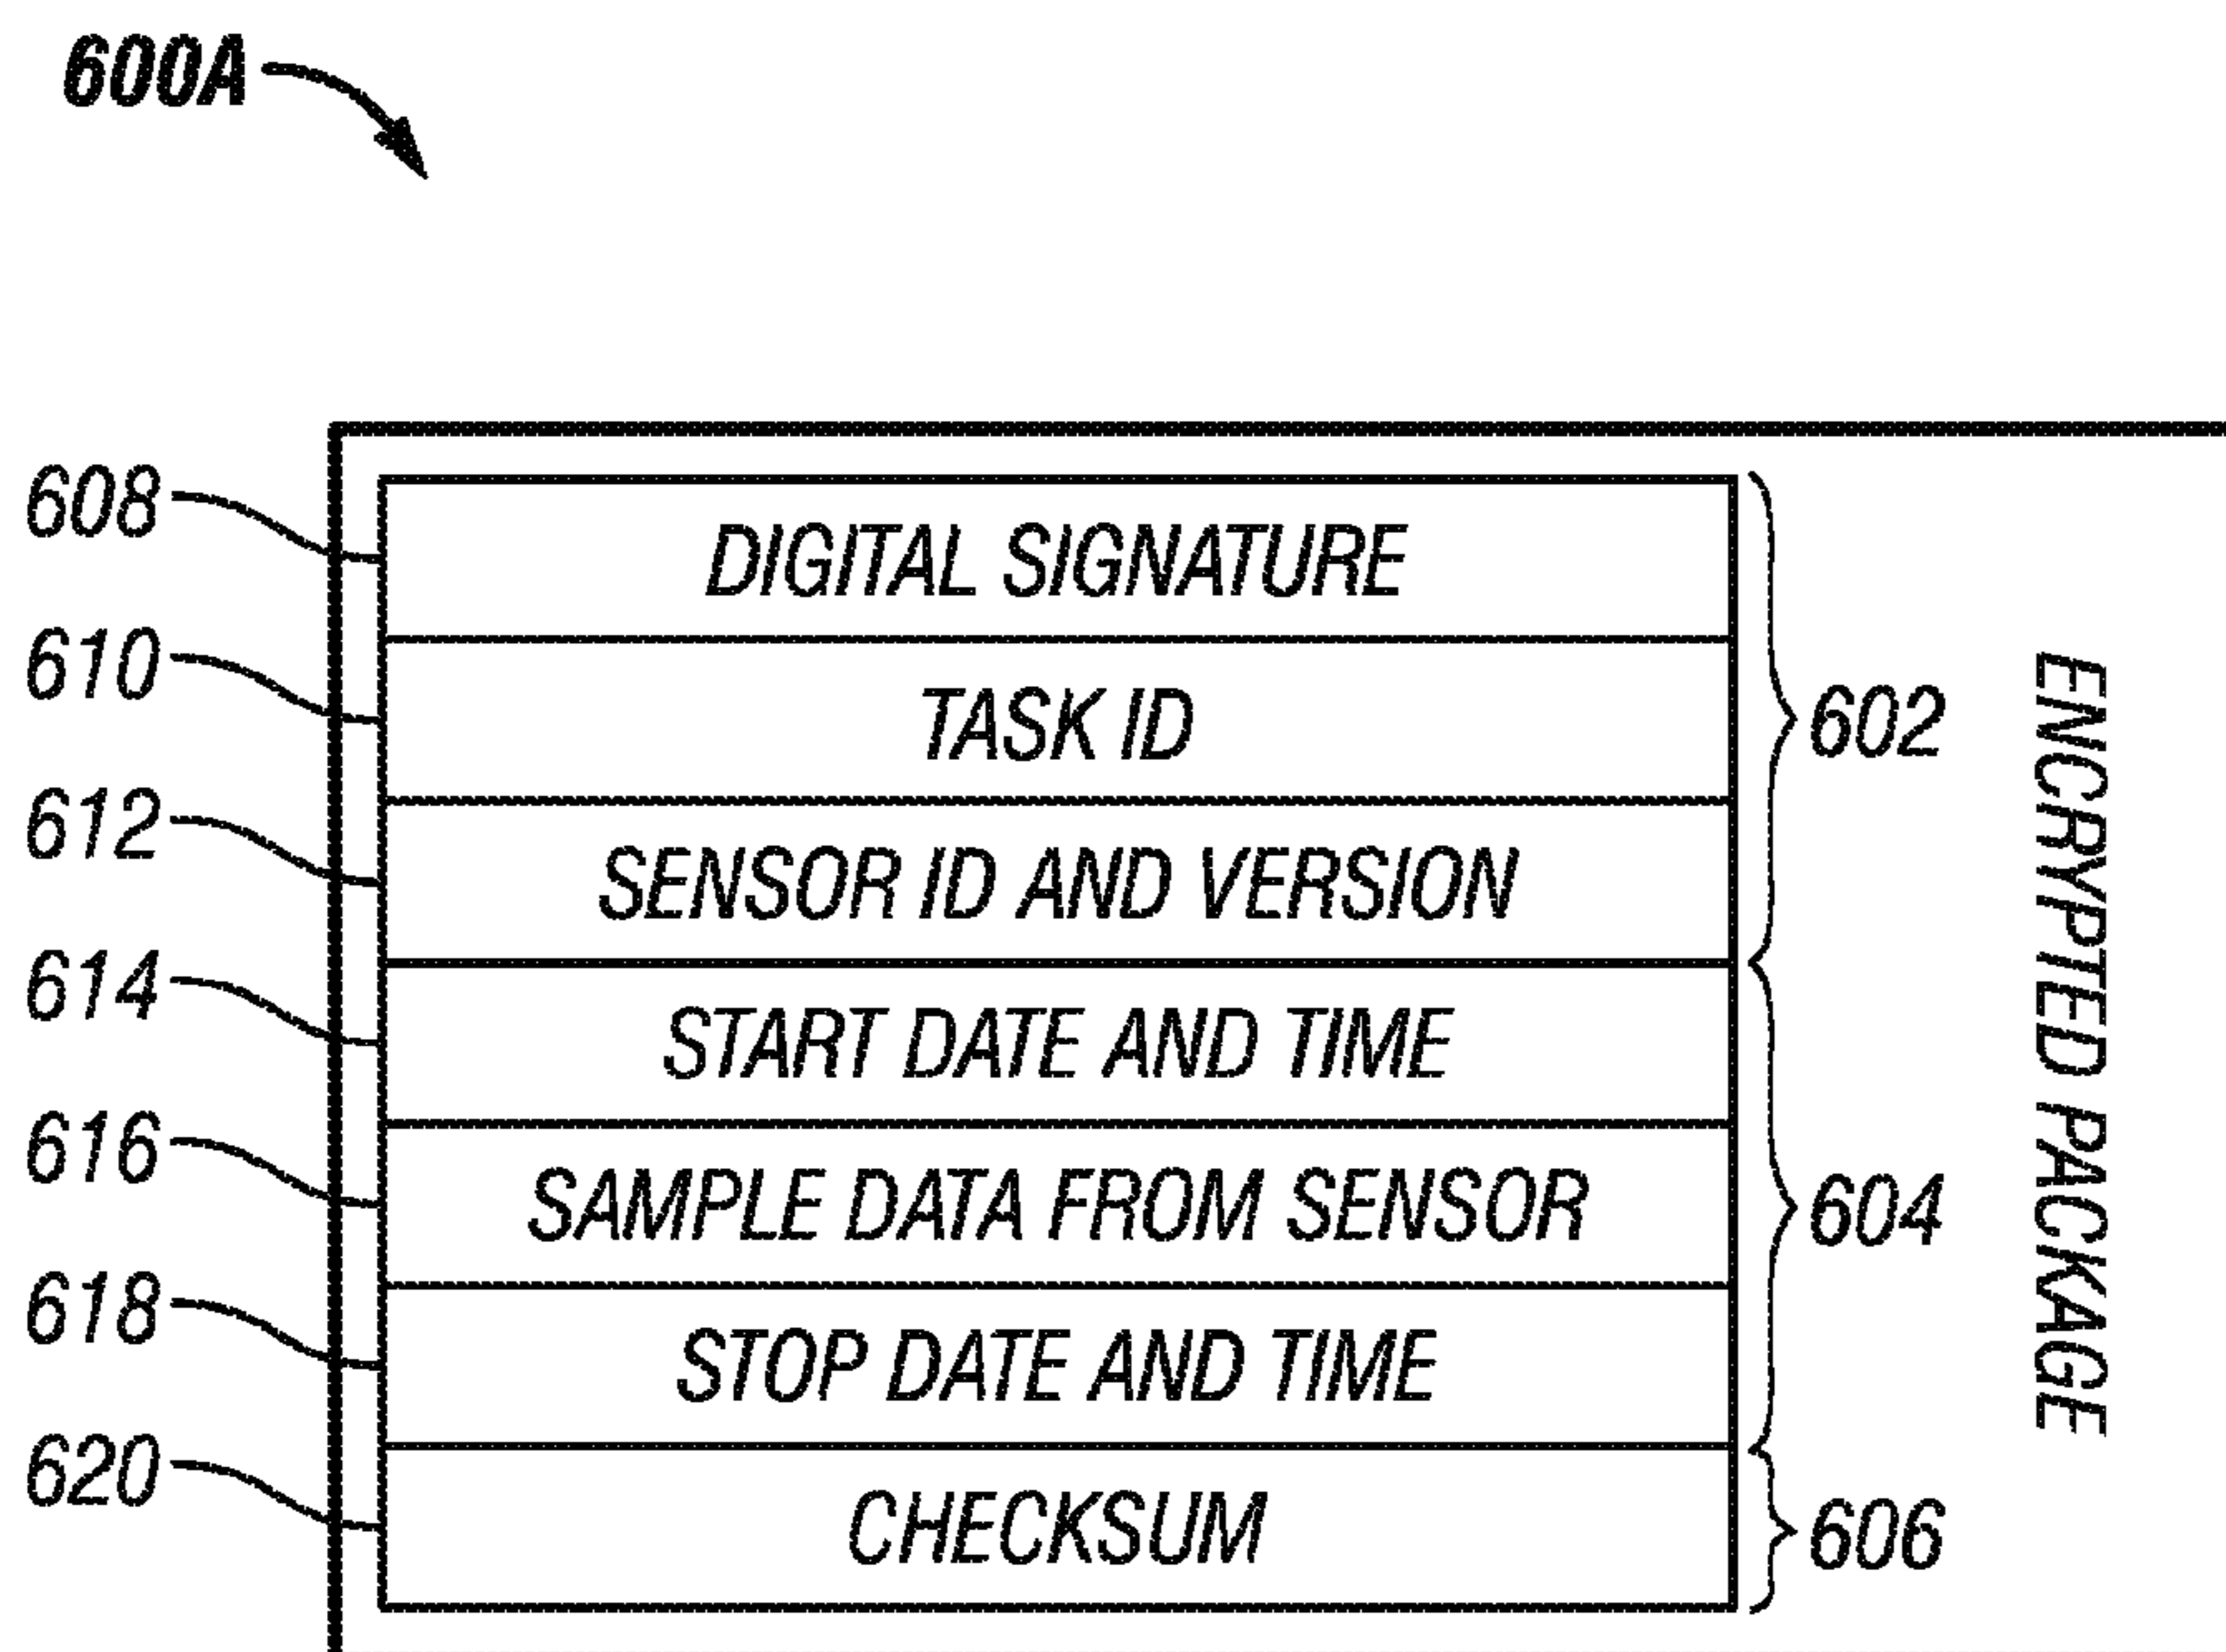 600A
608
DIGITAL SIGNATURE
610
TASK ID
602
612
SENSOR ID AND VERSION
614
START DATE AND TIME
616
SAMPLE DATA FROM SENSOR
604
618
STOP DATE AND TIME
620
CHECKSUM
606
ENCRYPTED PACKAGE